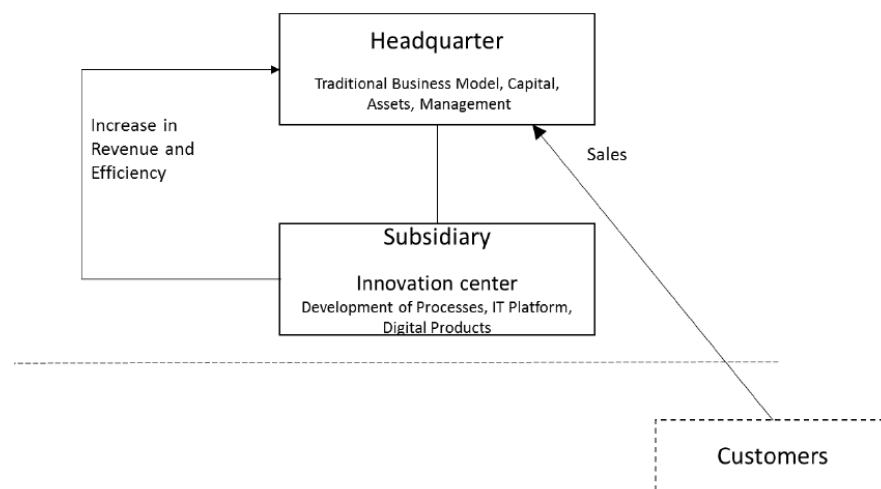 Headquarter
Traditional Business Model, Capital,
Assets, Management
Increase in
Revenue and
Efficiency
Sales
Subsidiary
Innovation center
Development of Processes, IT Platform,
Digital Products
Customers